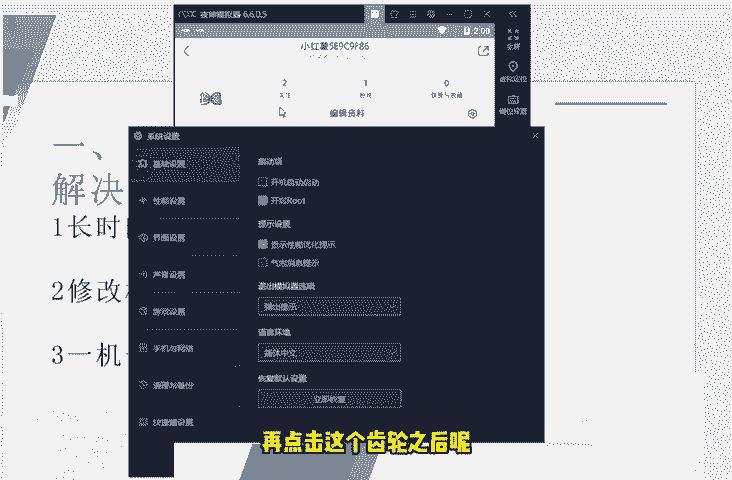 夜神模拟器 6.6.0.5
2:00
小红薯5E9C9F86
全屏
2
1
0
关注
粉丝
获赞与收藏
虚拟定位
编辑资料
按键设置
系统设置
一、
解决
1长时
2修改
3一机
基础设置
性能设置
界面设置
声音设置
游戏设置
手机与网络
清理与备份
快捷键设置
启动项
开机自动启动
开启Root
提示设置
提示性能优化提示
气泡消息提示
退出模拟器选项
弹出提示
语言环境
简体中文
恢复默认设置
立即恢复
再点击这个齿轮之后呢